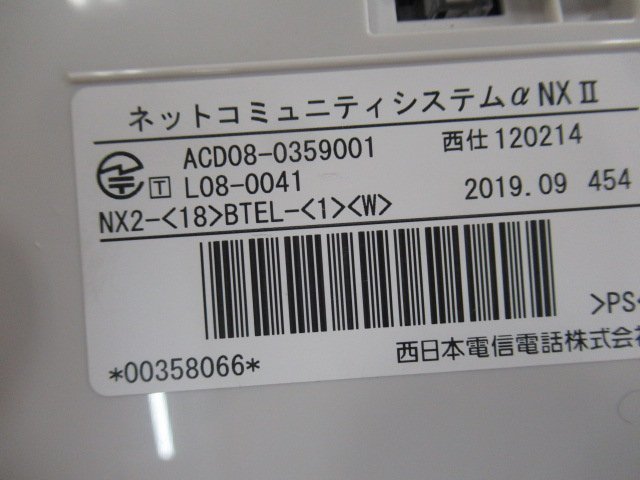 ネットコミュニティシステムαNXⅡ
ACD08-0359001 西仕120214
T L08-0041 2019.09 454
NX2-<18>BTEL-<1><W>
>PS<
*00358066* 西日本電信電話株式会